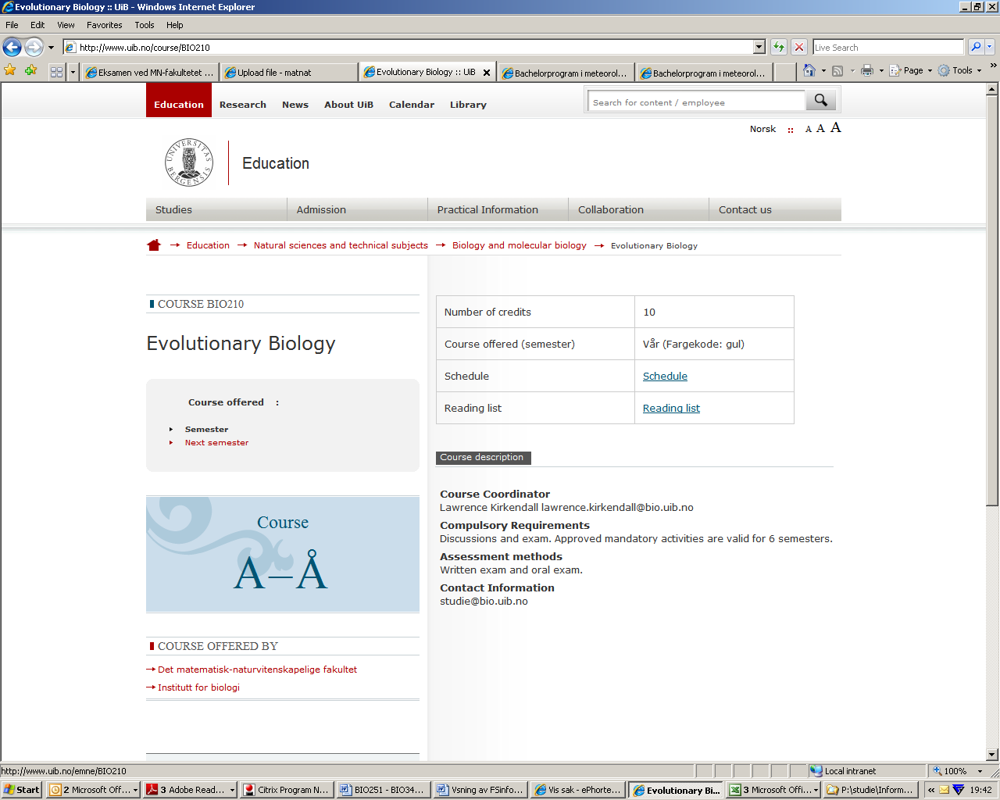 Evolutionary Biology :: UiB - Windows Internet Explorer
File Edit View Favorites Tools Help
http://www.uib.no/course/BIO210
Live Search
Eksamen ved MN-fakultetet ...
Upload file - matnat
Evolutionary Biology :: UiB
Bachelorprogram i meteorol...
Bachelorprogram i meteorol...
Page
Tools
Education Research News About UiB Calendar Library
Search for content / employee
Norsk :: A A A
UNIVERSITAS BERGENSIS
Education
Studies Admission Practical Information Collaboration Contact us
Education → Natural sciences and technical subjects → Biology and molecular biology → Evolutionary Biology
COURSE BIO210
Evolutionary Biology
Course offered :
Semester
Next semester
Course
A–Å
COURSE OFFERED BY
Det matematisk-naturvitenskapelige fakultet
Institutt for biologi
Number of credits 10
Course offered (semester) Vår (Fargekode: gul)
Schedule Schedule
Reading list Reading list
Course description
Course Coordinator
Lawrence Kirkendall lawrence.kirkendall@bio.uib.no
Compulsory Requirements
Discussions and exam. Approved mandatory activities are valid for 6 semesters.
Assessment methods
Written exam and oral exam.
Contact Information
studie@bio.uib.no
http://www.uib.no/emne/BIO210
Local intranet
100%
Start
2 Microsoft Off...
3 Adobe Read...
Citrix Program N...
BIO251 - BIO34...
Vsning av FSinfo...
Vis sak - ePhorte...
Evolutionary Bi...
3 Microsoft Off...
P:\studie\Inform...
19:42